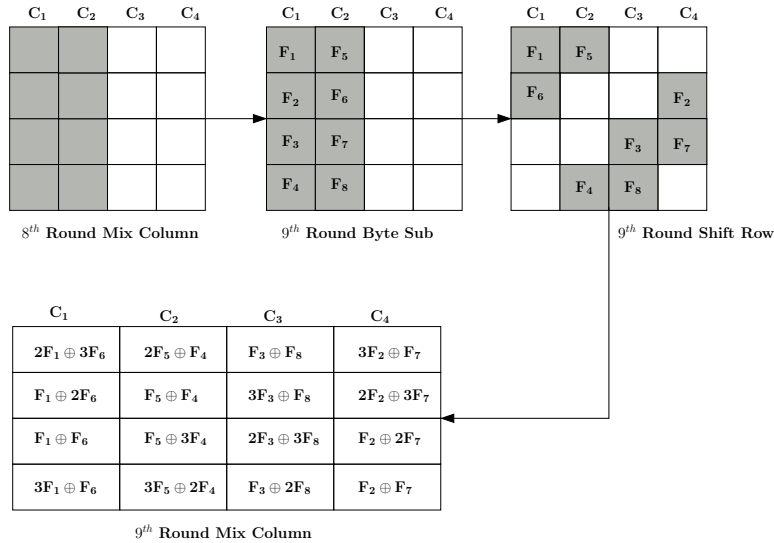 C₁ C₂ C₃ C₄ C₁ C₂ C₃ C₄ C₁ C₂ C₃ C₄
F₁ F₅ F₁ F₅
F₂ F₆ F₆ F₂
F₃ F₇ F₃ F₇
F₄ F₈ F₄ F₈
8ᵗʰ Round Mix Column 9ᵗʰ Round Byte Sub 9ᵗʰ Round Shift Row
C₁ C₂ C₃ C₄
2F₁ ⊕ 3F₆ 2F₅ ⊕ F₄ F₃ ⊕ F₈ 3F₂ ⊕ F₇
F₁ ⊕ 2F₆ F₅ ⊕ F₄ 3F₃ ⊕ F₈ 2F₂ ⊕ 3F₇
F₁ ⊕ F₆ F₅ ⊕ 3F₄ 2F₃ ⊕ 3F₈ F₂ ⊕ 2F₇
3F₁ ⊕ F₆ 3F₅ ⊕ 2F₄ F₃ ⊕ 2F₈ F₂ ⊕ F₇
9ᵗʰ Round Mix Column